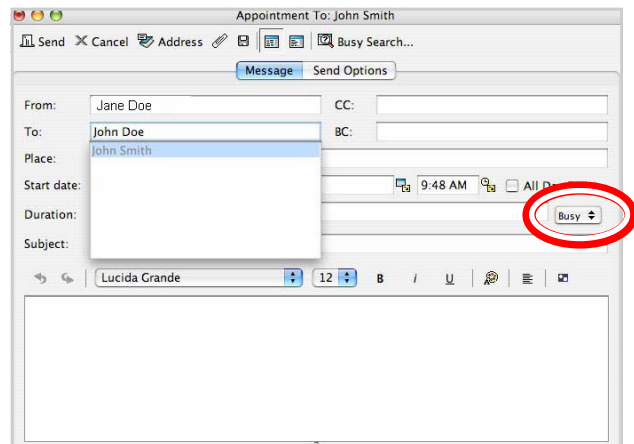 Appointment To: John Smith
Send Cancel Address Busy Search...
Message Send Options
From: Jane Doe CC:
To: John Doe BC:
John Smith
Place:
Start date: 9:48 AM All
Duration: Busy
Subject:
Lucida Grande 12 B i U